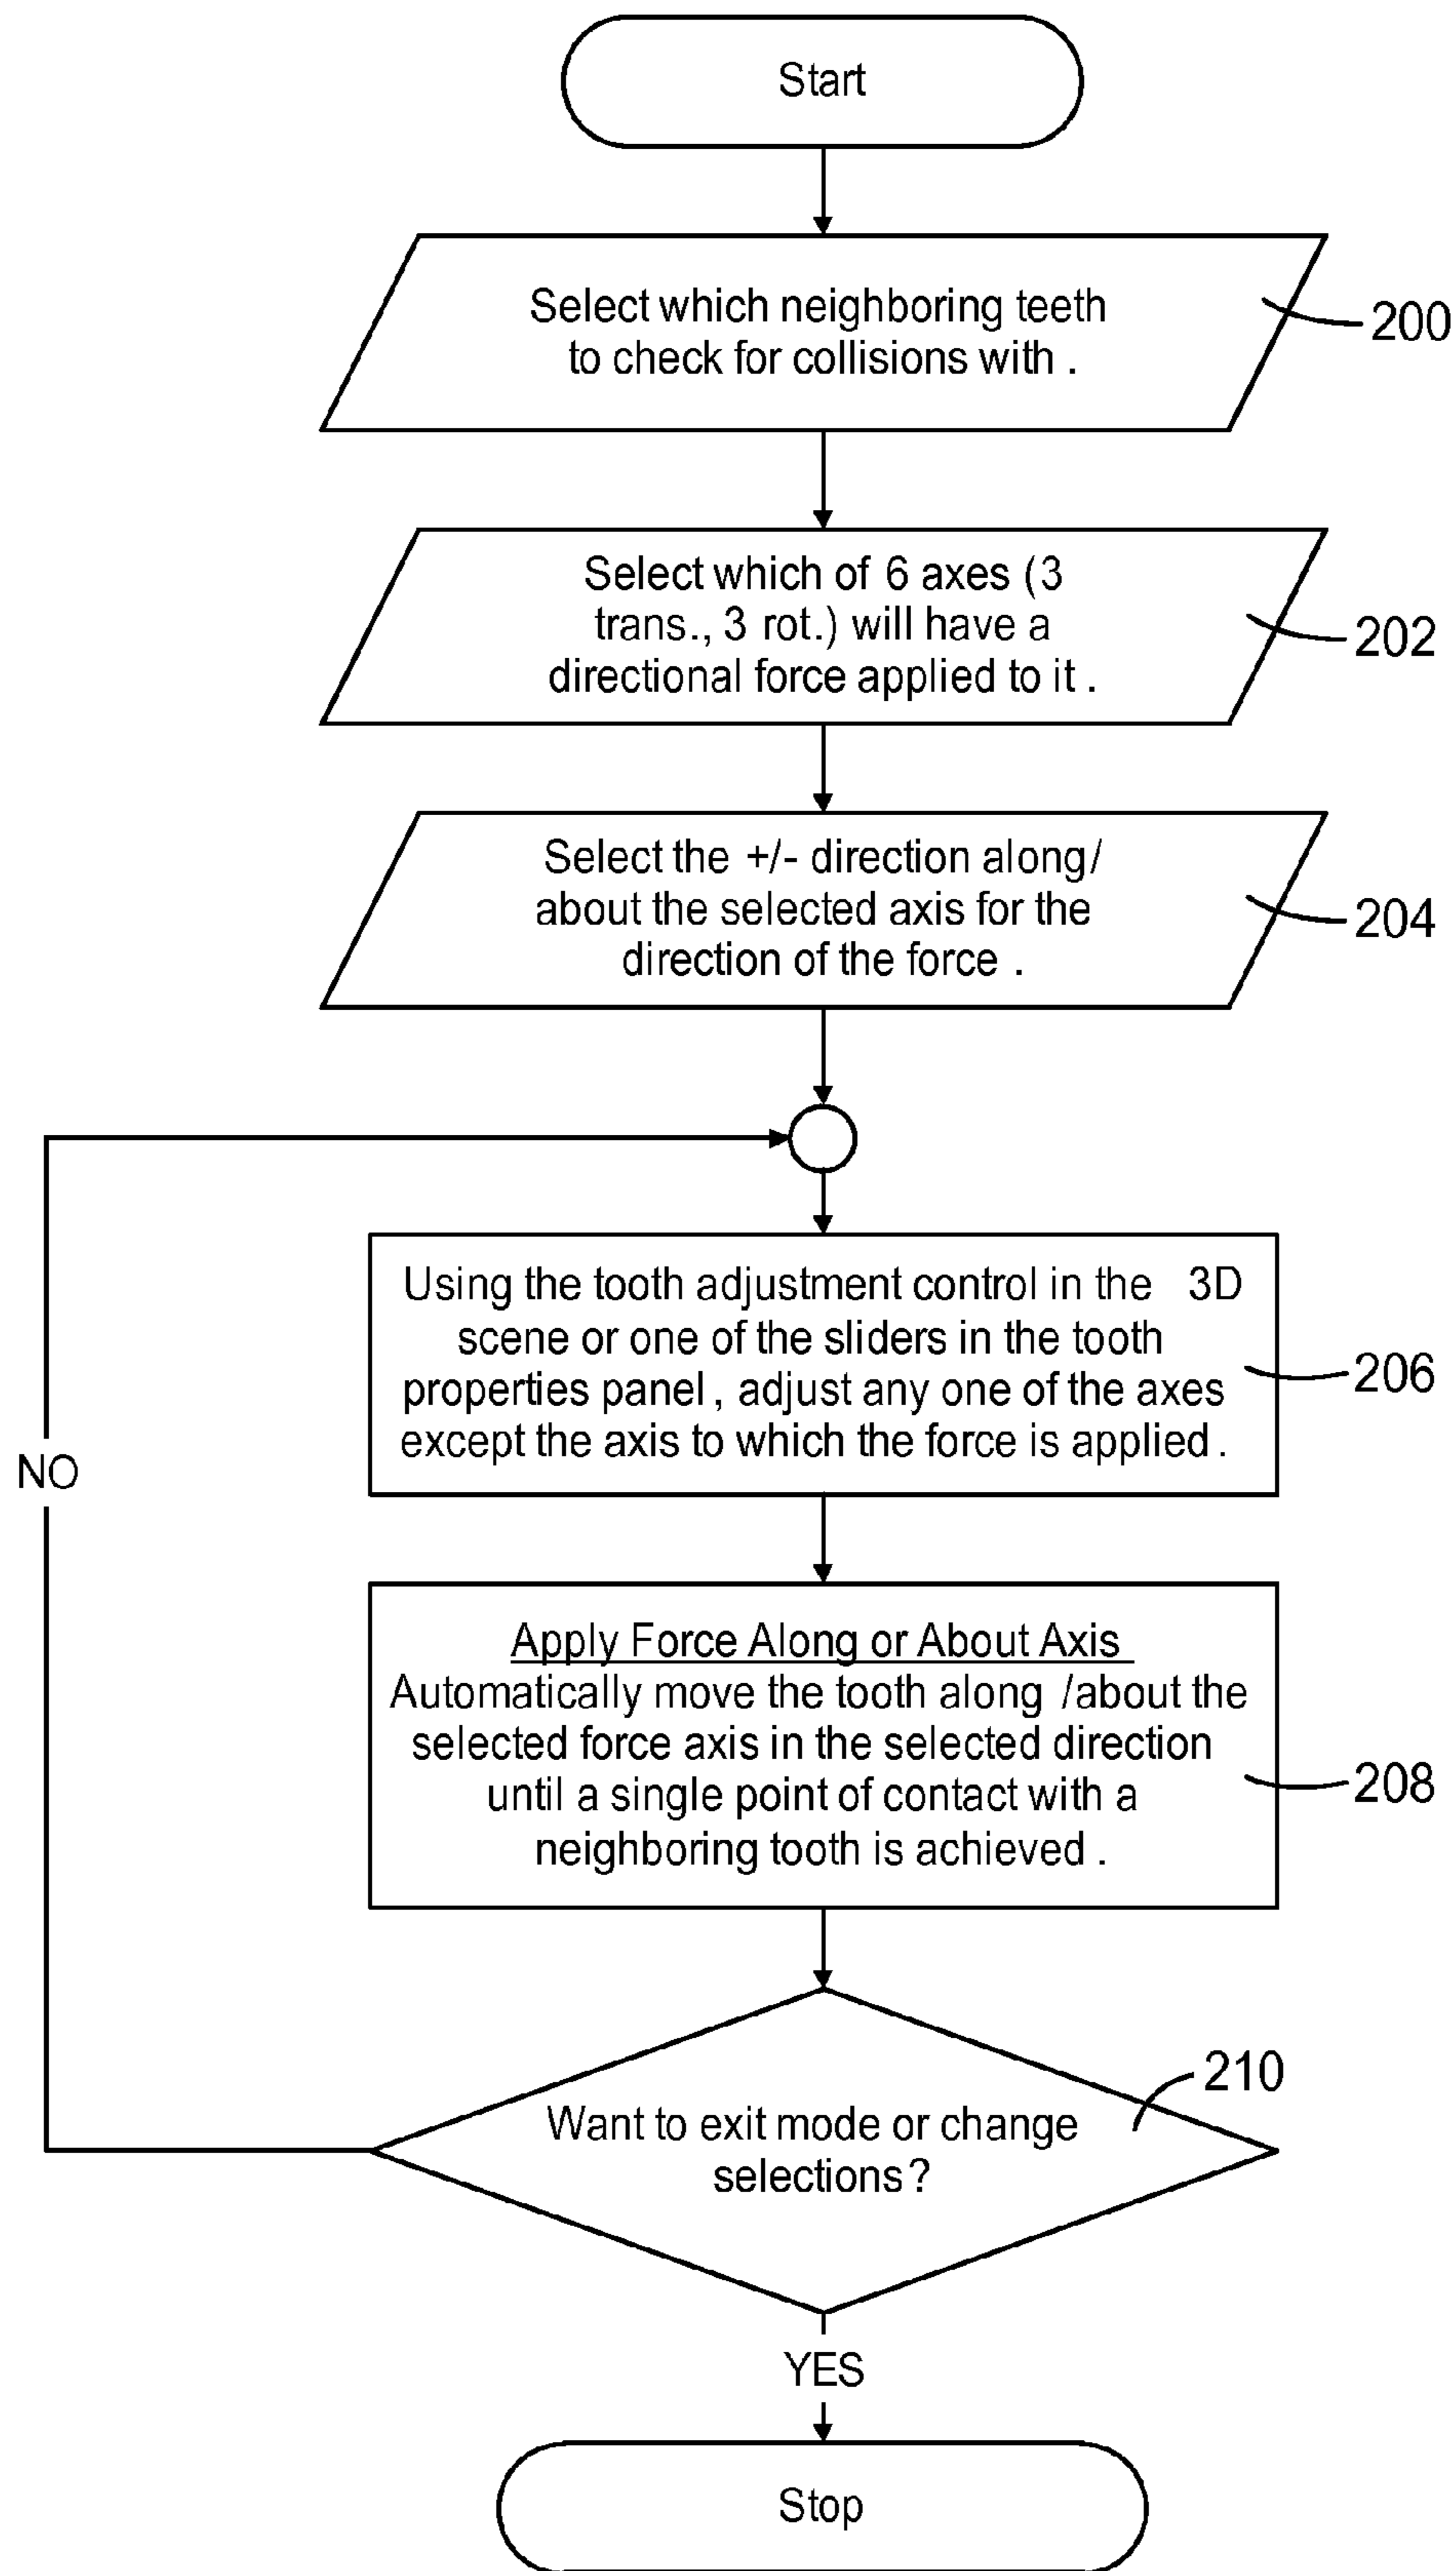 Start
Select which neighboring teeth
to check for collisions with .
200
Select which of 6 axes (3
trans., 3 rot.) will have a
directional force applied to it .
202
Select the +/- direction along/
about the selected axis for the
direction of the force .
204
Using the tooth adjustment control in the 3D
scene or one of the sliders in the tooth
properties panel , adjust any one of the axes
except the axis to which the force is applied .
206
NO
Apply Force Along or About Axis
Automatically move the tooth along /about the
selected force axis in the selected direction
until a single point of contact with a
neighboring tooth is achieved .
208
210
Want to exit mode or change
selections?
YES
Stop